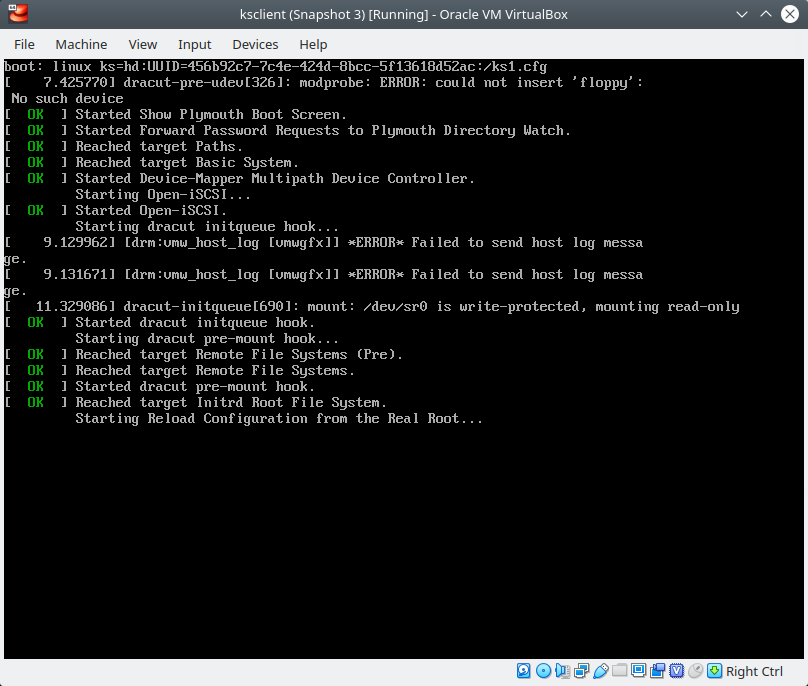 ksclient (Snapshot 3) [Running] - Oracle VM VirtualBox
File Machine View Input Devices Help
boot: linux ks=hd:UUID=456b92c7-7c4e-424d-8bcc-5f13618d52ac:/ks1.cfg
[    7.425770] dracut-pre-udev[326]: modprobe: ERROR: could not insert 'floppy':
 No such device
[  OK  ] Started Show Plymouth Boot Screen.
[  OK  ] Started Forward Password Requests to Plymouth Directory Watch.
[  OK  ] Reached target Paths.
[  OK  ] Reached target Basic System.
[  OK  ] Started Device-Mapper Multipath Device Controller.
         Starting Open-iSCSI...
[  OK  ] Started Open-iSCSI.
         Starting dracut initqueue hook...
[    9.129962] [drm:vmw_host_log [vmwgfx]] *ERROR* Failed to send host log messa
ge.
[    9.131671] [drm:vmw_host_log [vmwgfx]] *ERROR* Failed to send host log messa
ge.
[   11.329086] dracut-initqueue[690]: mount: /dev/sr0 is write-protected, mounting read-only
[  OK  ] Started dracut initqueue hook.
         Starting dracut pre-mount hook...
[  OK  ] Reached target Remote File Systems (Pre).
[  OK  ] Reached target Remote File Systems.
[  OK  ] Started dracut pre-mount hook.
[  OK  ] Reached target Initrd Root File System.
         Starting Reload Configuration from the Real Root...
Right Ctrl